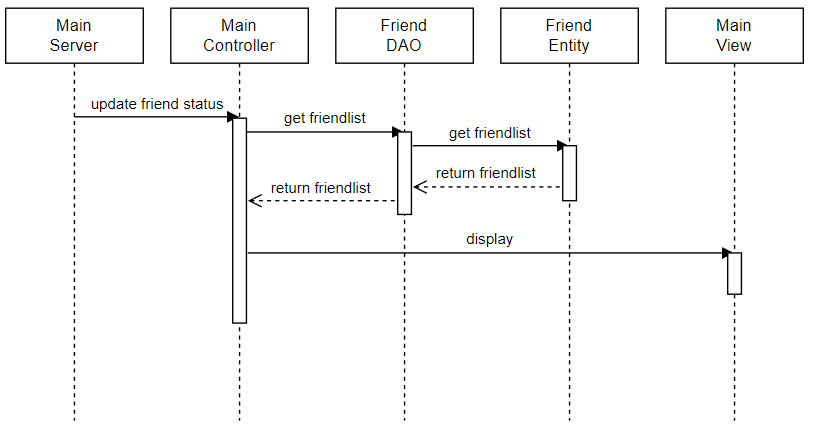 Main
Server
Main
Controller
Friend
DAO
Friend
Entity
Main
View
update friend status
get friendlist
get friendlist
return friendlist
return friendlist
display